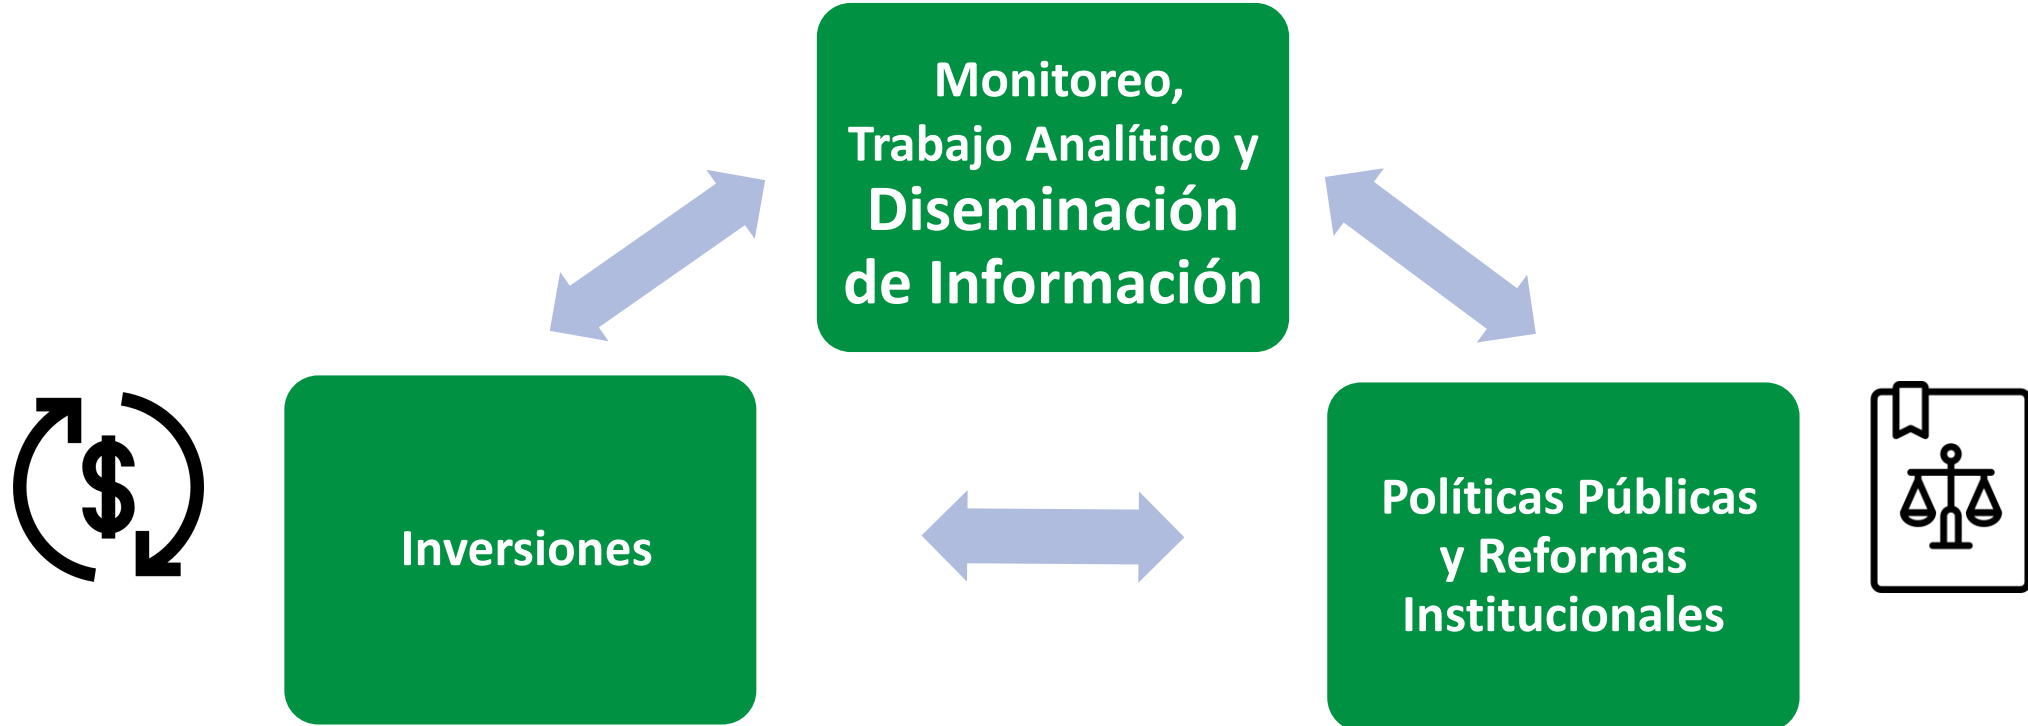 Monitoreo,
Trabajo Analítico y
Diseminación
de Información
Inversiones
Políticas Públicas
y Reformas
Institucionales
$